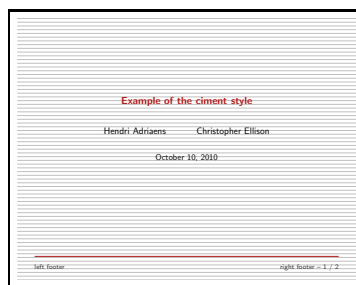 Example of the ciment style
Hendri Adriaens Christopher Ellison
October 10, 2010
left footer right footer – 1 / 2